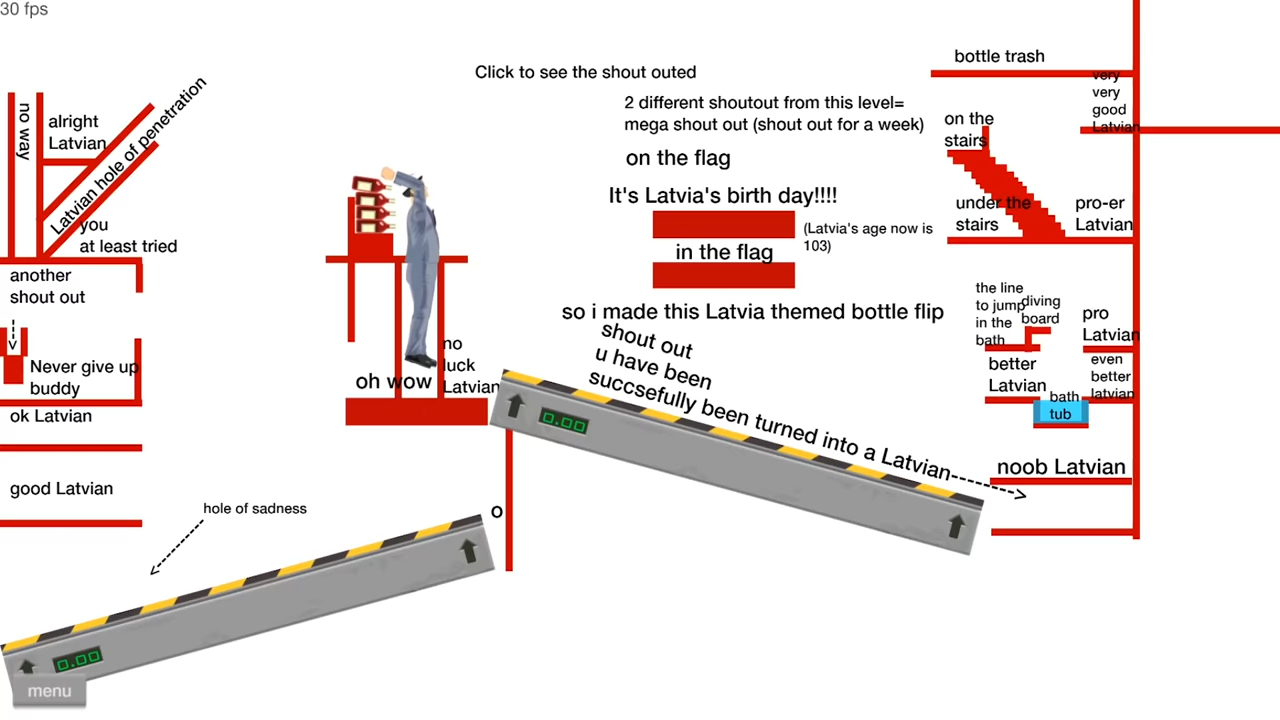 30 fps
no way
alright
Latvian
Latvian hole of penetration
you
at least tried
another
shout out
Never give up
buddy
ok Latvian
good Latvian
hole of sadness
0.00
menu
oh wow
no
luck
Latvian
o
Click to see the shout outed
2 different shoutout from this level=
mega shout out (shout out for a week)
on the flag
It's Latvia's birth day!!!!
(Latvia's age now is
103)
in the flag
so i made this Latvia themed bottle flip
shout out
u have been
succsefully been turned into a Latvian
0.00
bottle trash
very
very
good
Latvian
on the
stairs
under the
stairs
pro-er
Latvian
the line
to jump
in the
bath
diving
board
pro
Latvian
better
Latvian
even
better
latvian
bath
tub
noob Latvian